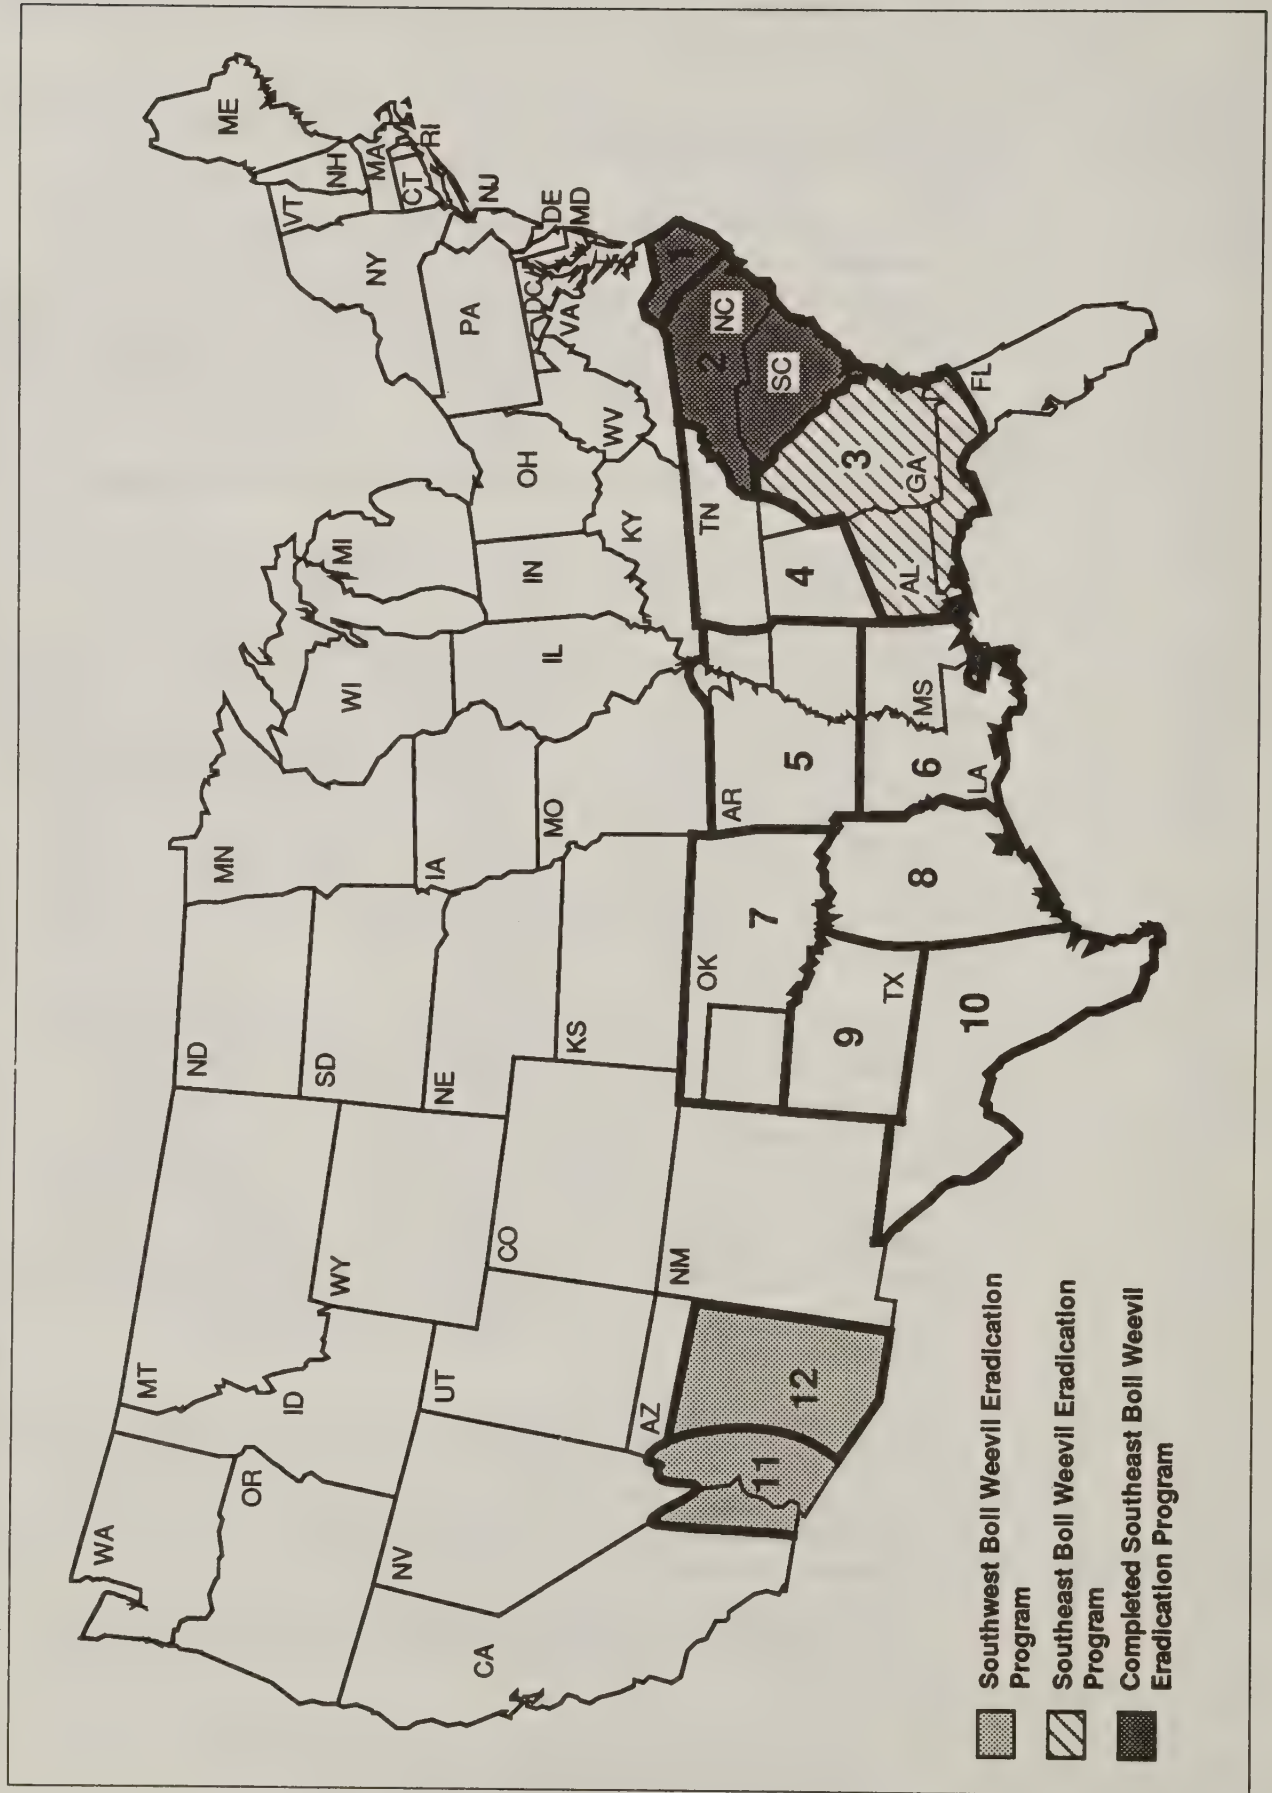 WA
MT
ND
MN
ME
VT
NH
MA
CT
RI
NY
OR
ID
SD
WI
MI
WY
NE
IA
PA
NJ
NV
UT
CO
KS
MO
IL
IN
OH
DE
MD
DC
VA
WV
KY
CA
AZ
NM
OK
7
AR
5
TN
4
1
2
NC
SC
11
12
9
TX
8
6
MS
LA
AL
3
GA
FL
10
Southwest Boll Weevil Eradication
Program
Southeast Boll Weevil Eradication
Program
Completed Southeast Boll Weevil
Eradication Program